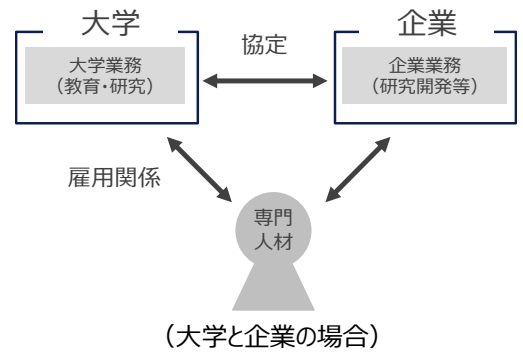 大学
企業
協定
大学業務
(教育・研究)
企業業務
(研究開発等)
雇用関係
専門
人材
(大学と企業の場合)